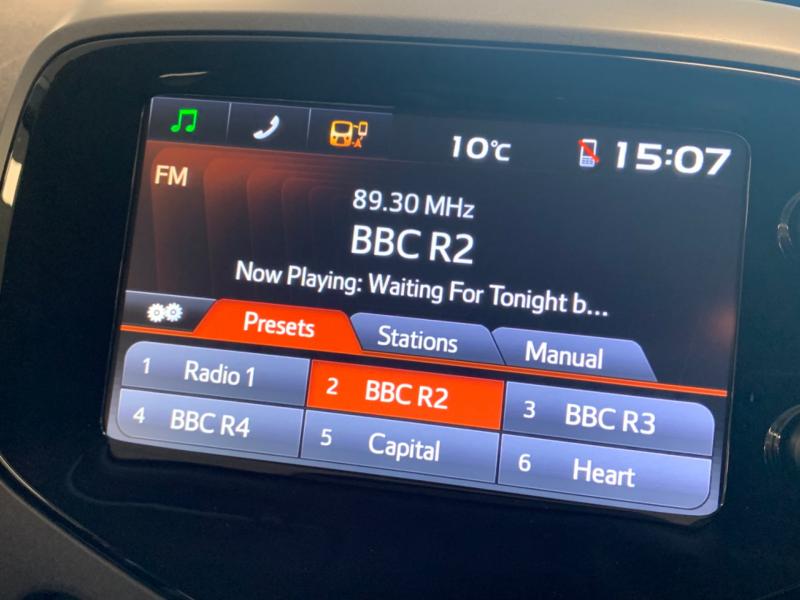 10°C 15:07
FM
89.30 MHz
BBC R2
Now Playing: Waiting For Tonight b...
Presets Stations Manual
1 Radio 1 2 BBC R2 3 BBC R3
4 BBC R4 5 Capital 6 Heart